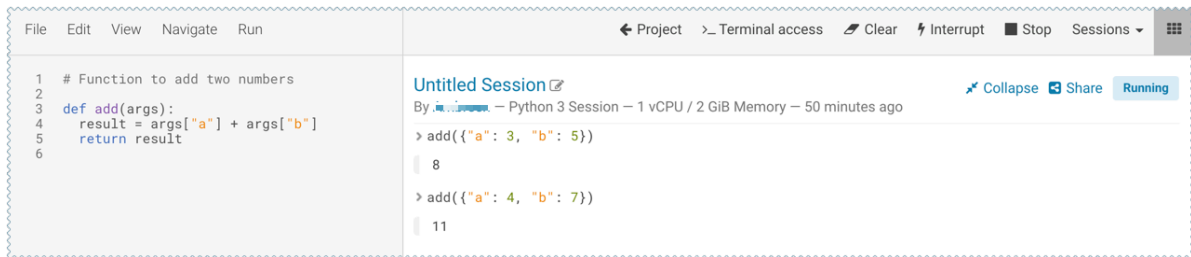 File Edit View Navigate Run
Project >_ Terminal access Clear Interrupt Stop Sessions
1 # Function to add two numbers
2
3 def add(args):
4 result = args["a"] + args["b"]
5 return result
6
Untitled Session
Collapse Share Running
By — Python 3 Session — 1 vCPU / 2 GiB Memory — 50 minutes ago
> add({"a": 3, "b": 5})
8
> add({"a": 4, "b": 7})
11